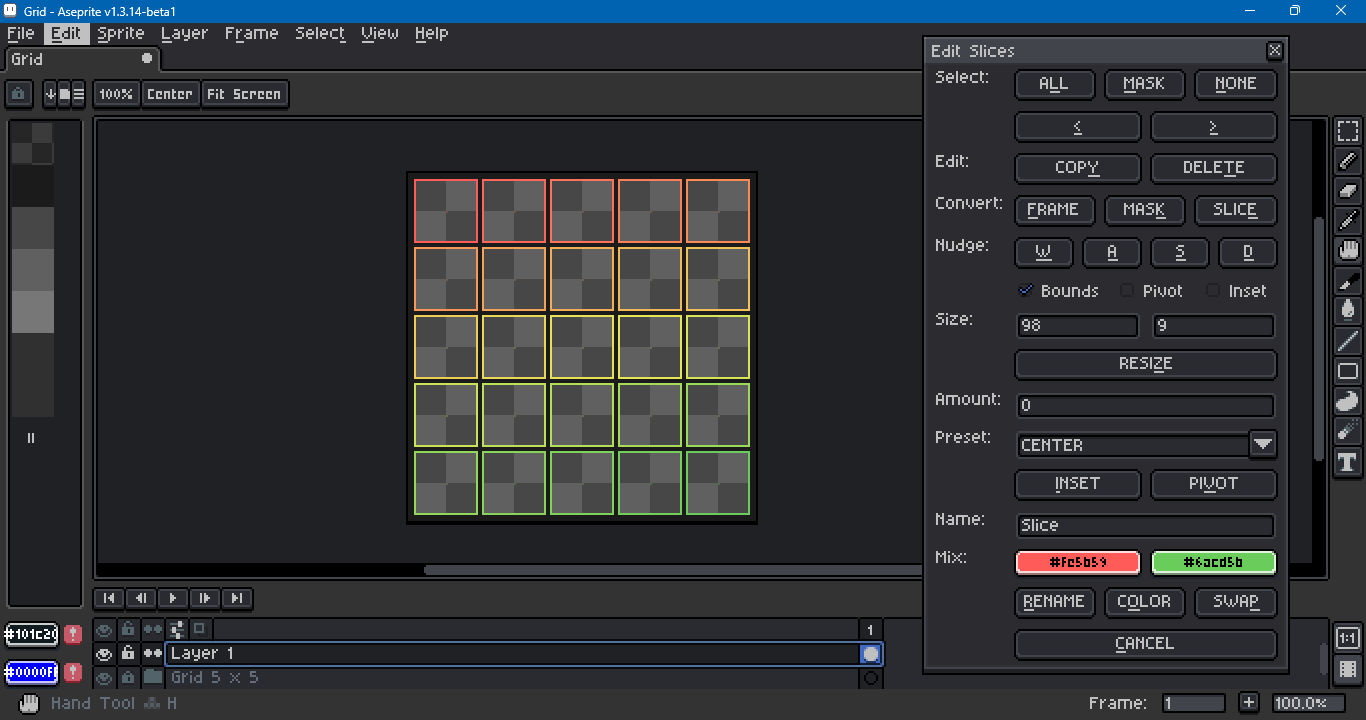 Grid - Aseprite v1.3.14-beta1
File Edit Sprite Layer Frame Select View Help
Grid
100% Center Fit Screen
Edit Slices
Select: ALL MASK NONE
< >
Edit: COPY DELETE
Convert: FRAME MASK SLICE
Nudge: W A S D
Bounds Pivot Inset
Size: 98 9
RESIZE
Amount: 0
Preset: CENTER
INSET PIVOT
Name: Slice
Mix: #fe5b59 #6acd5b
RENAME COLOR SWAP
CANCEL
#101c2
1
#0000f
Layer 1
Grid 5 x 5
1:1
Hand Tool H
Frame: 1 + 100.0%